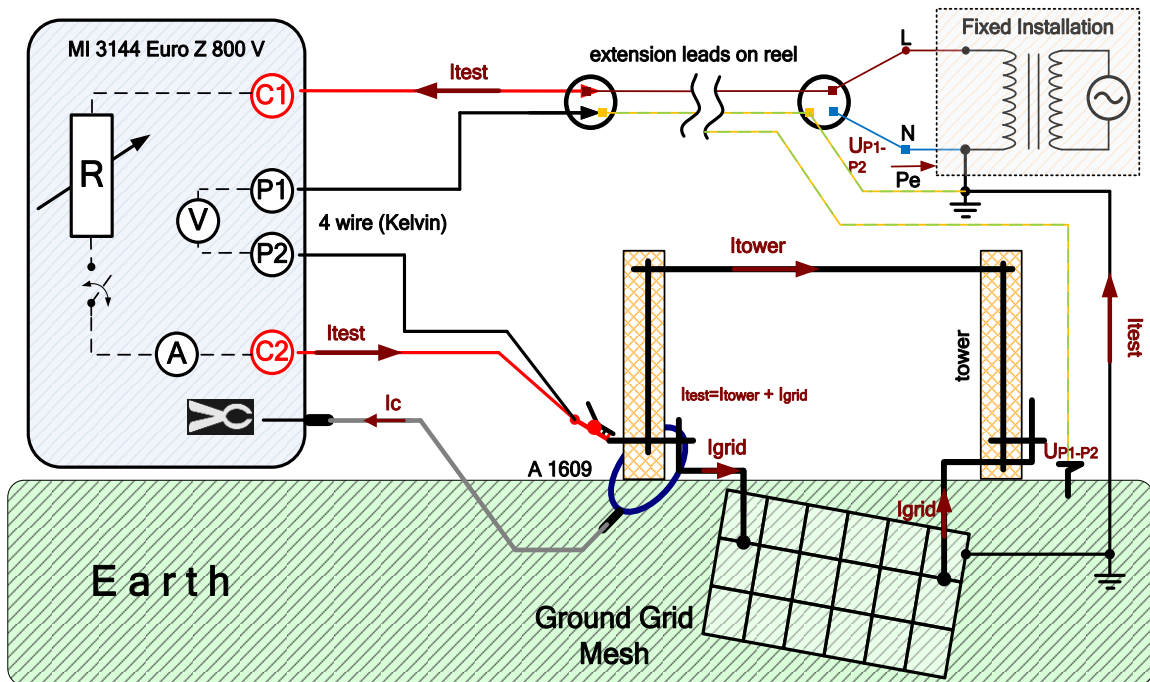 MI 3144 Euro Z 800 V
C1
R
P1
V
P2
A
C2
Itest
4 wire (Kelvin)
Itest
Ic
extension leads on reel
L
N
UP1-
P2
Pe
Fixed Installation
Itower
tower
Itest
Itest=Itower + Igrid
A 1609
Igrid
UP1-P2
Igrid
Earth
Ground Grid
Mesh